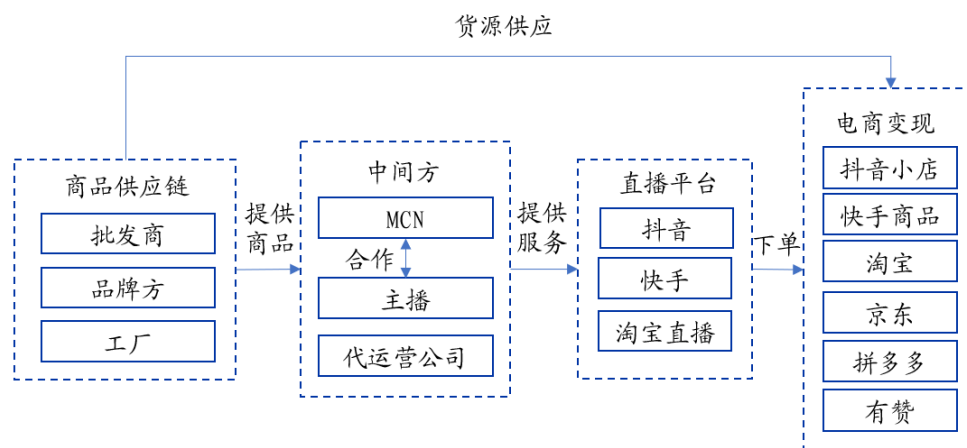 货源供应
商品供应链
批发商
品牌方
工厂
提供
商品
中间方
MCN
合作
主播
代运营公司
提供
服务
直播平台
抖音
快手
淘宝直播
下单
电商变现
抖音小店
快手商品
淘宝
京东
拼多多
有赞